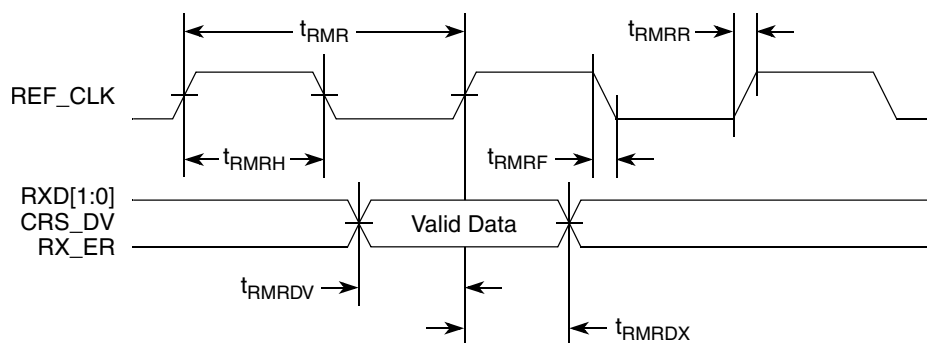 tRMR
tRMRR
REF_CLK
tRMRH
tRMRF
RXD[1:0]
CRS_DV
RX_ER
Valid Data
tRMRDV
tRMRDX